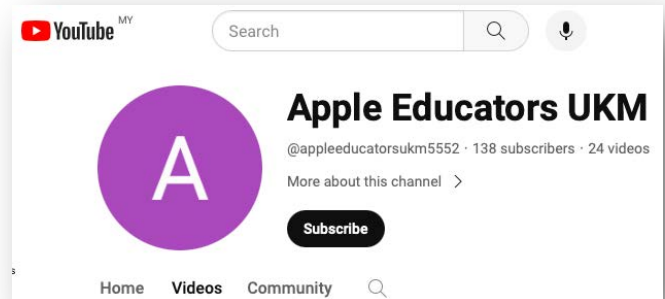 YouTube MY
Search
A
Apple Educators UKM
@appleeducatorsukm5552 · 138 subscribers · 24 videos
More about this channel
Subscribe
s
Home Videos Community